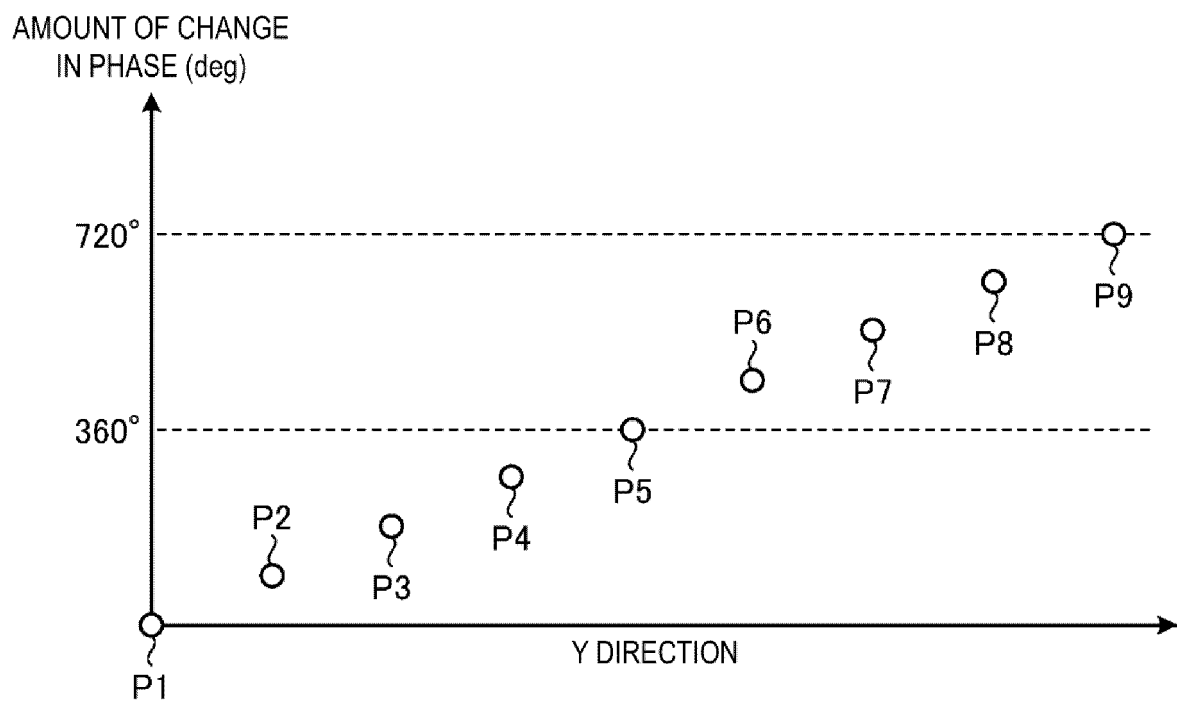 AMOUNT OF CHANGE
IN PHASE (deg)
720°
P9
P8
P6
P7
360°
P5
P4
P2
P3
Y DIRECTION
P1